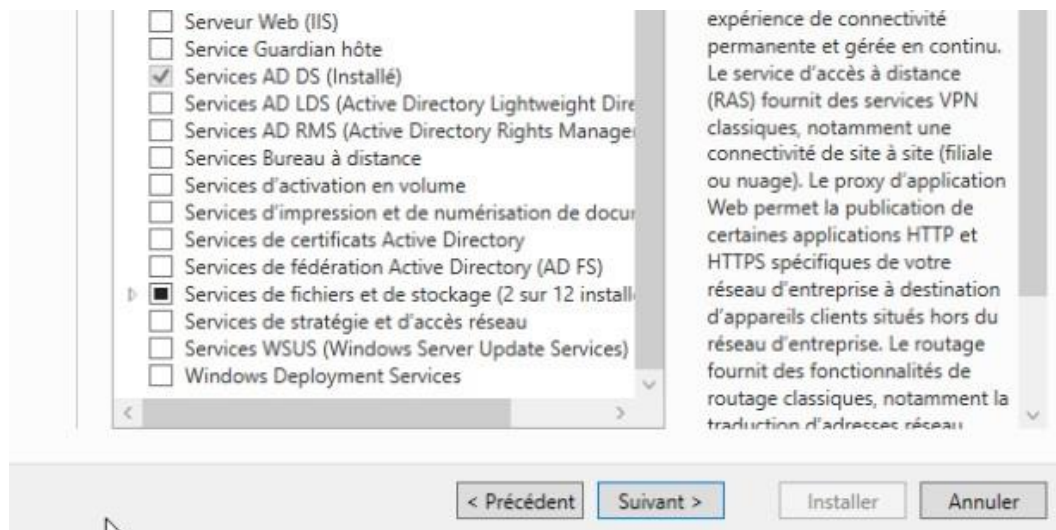 Serveur Web (IIS)
Service Guardian hôte
Services AD DS (Installé)
Services AD LDS (Active Directory Lightweight Dire
Services AD RMS (Active Directory Rights Manage
Services Bureau à distance
Services d'activation en volume
Services d'impression et de numérisation de docu
Services de certificats Active Directory
Services de fédération Active Directory (AD FS)
Services de fichiers et de stockage (2 sur 12 install
Services de stratégie et d'accès réseau
Services WSUS (Windows Server Update Services)
Windows Deployment Services
expérience de connectivité
permanente et gérée en continu.
Le service d'accès à distance
(RAS) fournit des services VPN
classiques, notamment une
connectivité de site à site (filiale
ou nuage). Le proxy d'application
Web permet la publication de
certaines applications HTTP et
HTTPS spécifiques de votre
réseau d'entreprise à destination
d'appareils clients situés hors du
réseau d'entreprise. Le routage
fournit des fonctionnalités de
routage classiques, notamment la
traduction d'adresses réseau
< Précédent
Suivant >
Installer
Annuler